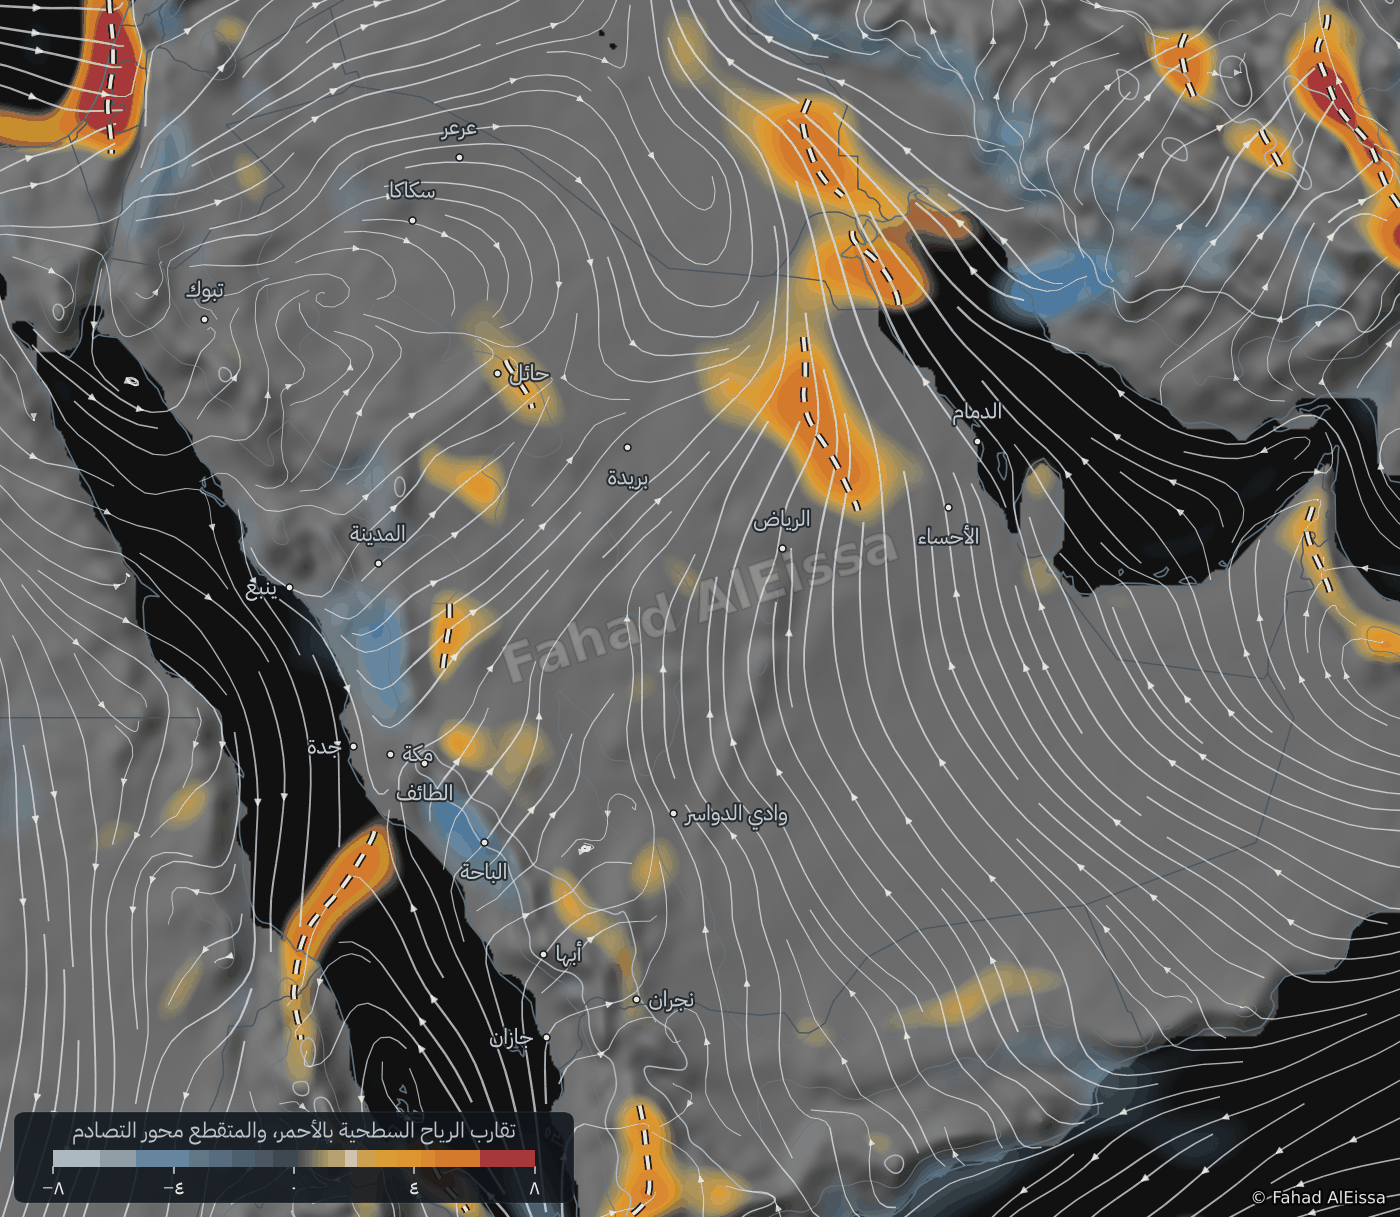 عرعر
سكاكا
تبوك
حائل
الدمام
بريدة
الرياض
الأحساء
المدينة
ينبع
Fahad AlEissa
جدة
مكة
الطائف
وادي الدواسر
الباحة
أبها
نجران
جازان
تقارب الرياح السطحية بالأحمر، والمتقطع محور التصادم
−٨ −٤ ٠ ٤ ٨
© Fahad AlEissa